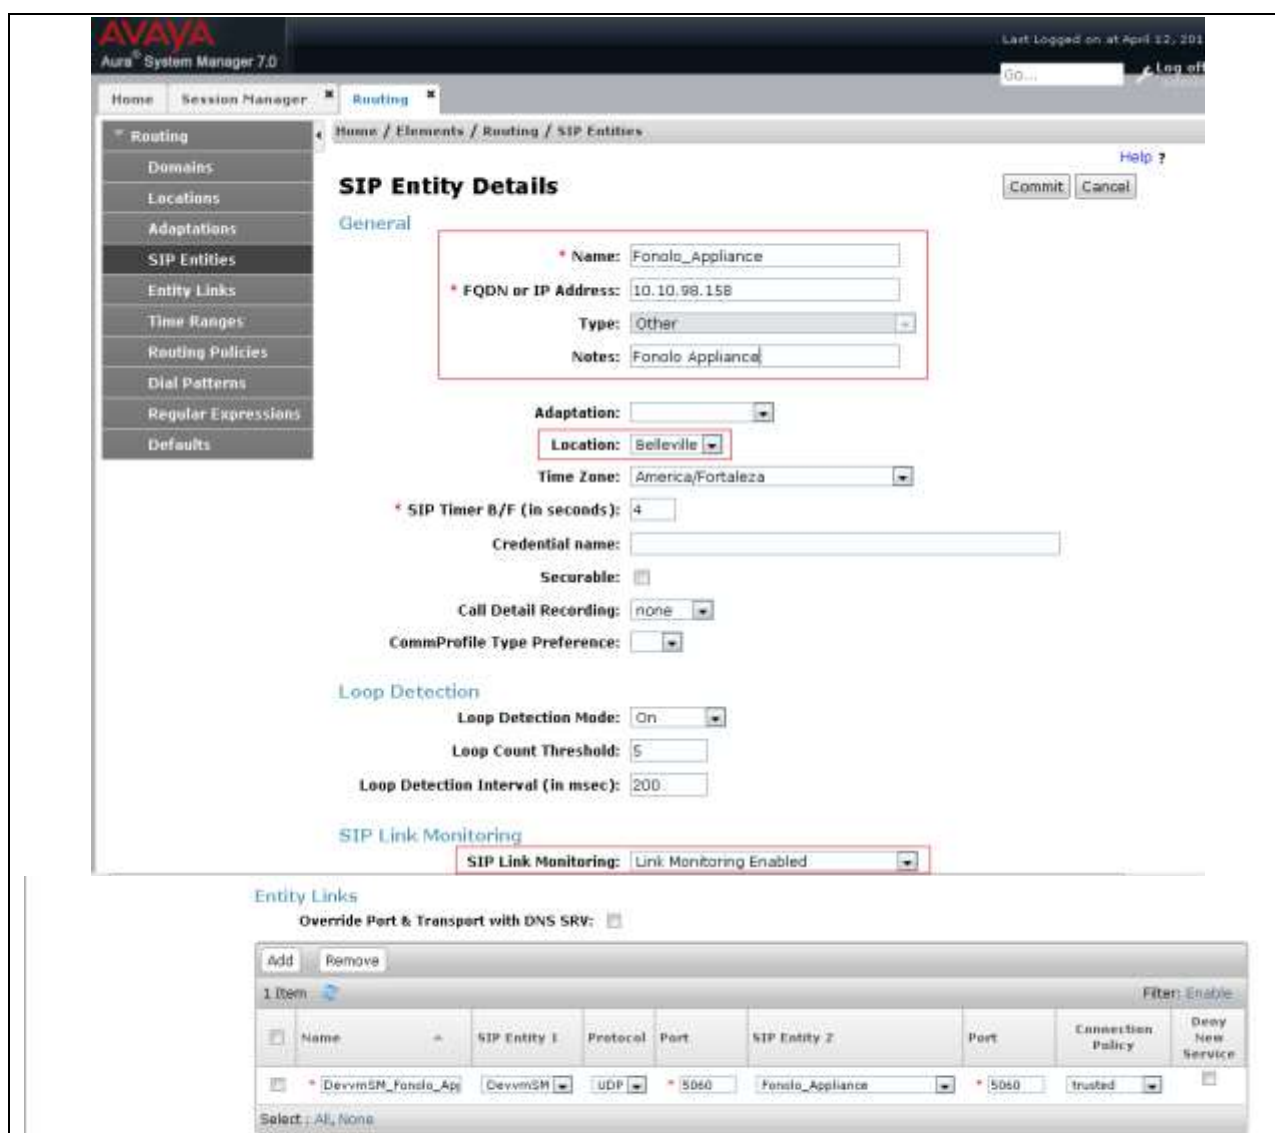 AVAYA
Aura® System Manager 7.0
Last Logged on at April 12, 201
Go...
Log off
Home
Session Manager
Routing
Routing
Domains
Locations
Adaptations
SIP Entities
Entity Links
Time Ranges
Routing Policies
Dial Patterns
Regular Expressions
Defaults
Home / Elements / Routing / SIP Entities
Help ?
SIP Entity Details
Commit Cancel
General
* Name: Fonolo_Appliance
* FQDN or IP Address: 10.10.98.158
Type: Other
Notes: Fonolo Appliance
Adaptation:
Location: Belleville
Time Zone: America/Fortaleza
* SIP Timer B/F (in seconds): 4
Credential name:
Securable:
Call Detail Recording: none
CommProfile Type Preference:
Loop Detection
Loop Detection Mode: On
Loop Count Threshold: 5
Loop Detection Interval (in msec): 200
SIP Link Monitoring
SIP Link Monitoring: Link Monitoring Enabled
Entity Links
Override Port & Transport with DNS SRV:
Add Remove
1 Item
Filter: Enable
Name SIP Entity 1 Protocol Port SIP Entity 2 Port Connection Policy Deny New Service
* DevvmSM_Fonolo_App DevvmSM UDP * 5060 Fonolo_Appliance * 5060 trusted
Select : All, None